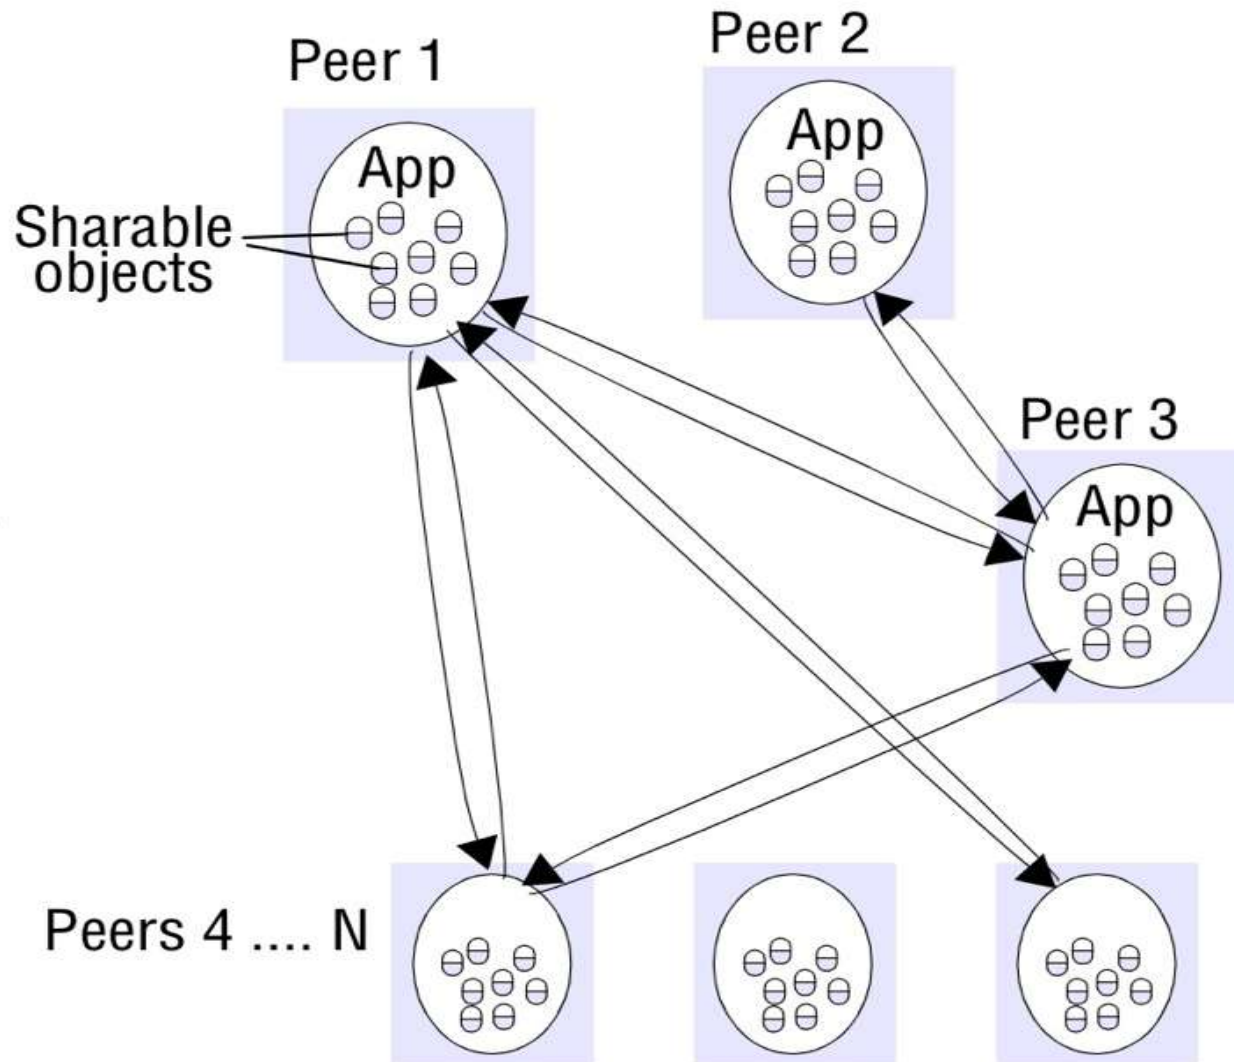 Peer 1
Peer 2
App
App
Sharable
objects
Peer 3
App
Peers 4 .... N